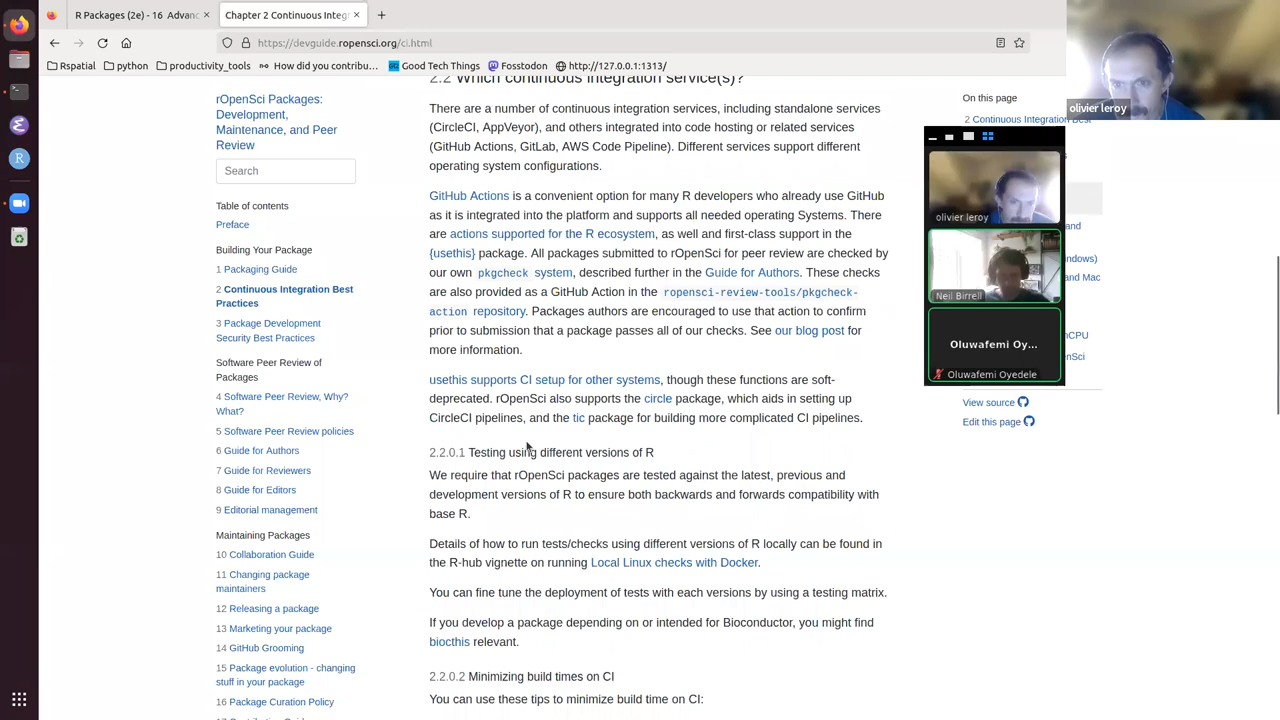 R Packages (2e) - 16 Advanc
Chapter 2 Continuous Integ
https://devguide.ropensci.org/ci.html
Rspatial
python
productivity_tools
How did you contribu...
Good Tech Things
Fosstodon
http://127.0.0.1:1313/
rOpenSci Packages:
Development,
Maintenance, and Peer
Review
Search
Table of contents
Preface
Building Your Package
1 Packaging Guide
2 Continuous Integration Best
Practices
3 Package Development
Security Best Practices
Software Peer Review of
Packages
4 Software Peer Review, Why?
What?
5 Software Peer Review policies
6 Guide for Authors
7 Guide for Reviewers
8 Guide for Editors
9 Editorial management
Maintaining Packages
10 Collaboration Guide
11 Changing package
maintainers
12 Releasing a package
13 Marketing your package
14 GitHub Grooming
15 Package evolution - changing
stuff in your package
16 Package Curation Policy
2.2 Which continuous integration service(s)?
There are a number of continuous integration services, including standalone services
(CircleCI, AppVeyor), and others integrated into code hosting or related services
(GitHub Actions, GitLab, AWS Code Pipeline). Different services support different
operating system configurations.
GitHub Actions is a convenient option for many R developers who already use GitHub
as it is integrated into the platform and supports all needed operating Systems. There
are actions supported for the R ecosystem, as well and first-class support in the
{usethis} package. All packages submitted to rOpenSci for peer review are checked by
our own pkgcheck system, described further in the Guide for Authors. These checks
are also provided as a GitHub Action in the ropensci-review-tools/pkgcheck-
action repository. Packages authors are encouraged to use that action to confirm
prior to submission that a package passes all of our checks. See our blog post for
more information.
usethis supports CI setup for other systems, though these functions are soft-
deprecated. rOpenSci also supports the circle package, which aids in setting up
CircleCI pipelines, and the tic package for building more complicated CI pipelines.
2.2.0.1 Testing using different versions of R
We require that rOpenSci packages are tested against the latest, previous and
development versions of R to ensure both backwards and forwards compatibility with
base R.
Details of how to run tests/checks using different versions of R locally can be found in
the R-hub vignette on running Local Linux checks with Docker.
You can fine tune the deployment of tests with each versions by using a testing matrix.
If you develop a package depending on or intended for Bioconductor, you might find
biocthis relevant.
2.2.0.2 Minimizing build times on CI
You can use these tips to minimize build time on CI:
On this page
2 Continuous Integration Best
and
ndows)
and Mac
nCPU
nSci
View source
Edit this page
olivier leroy
olivier leroy
Neil Birrell
Oluwafemi Oy...
Oluwafemi Oyedele